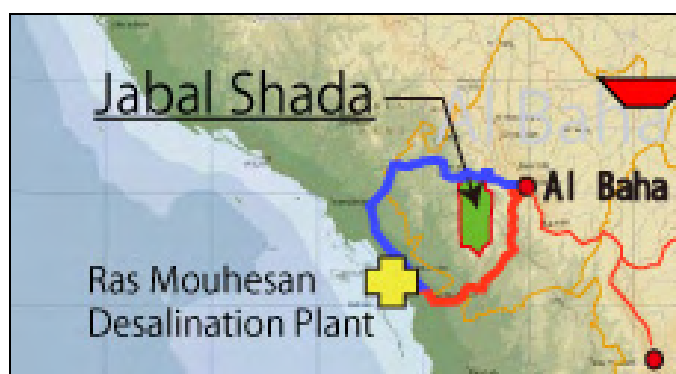 Jabal Shada
Al Baha
Al Baha
Ras Mouhesan
Desalination Plant